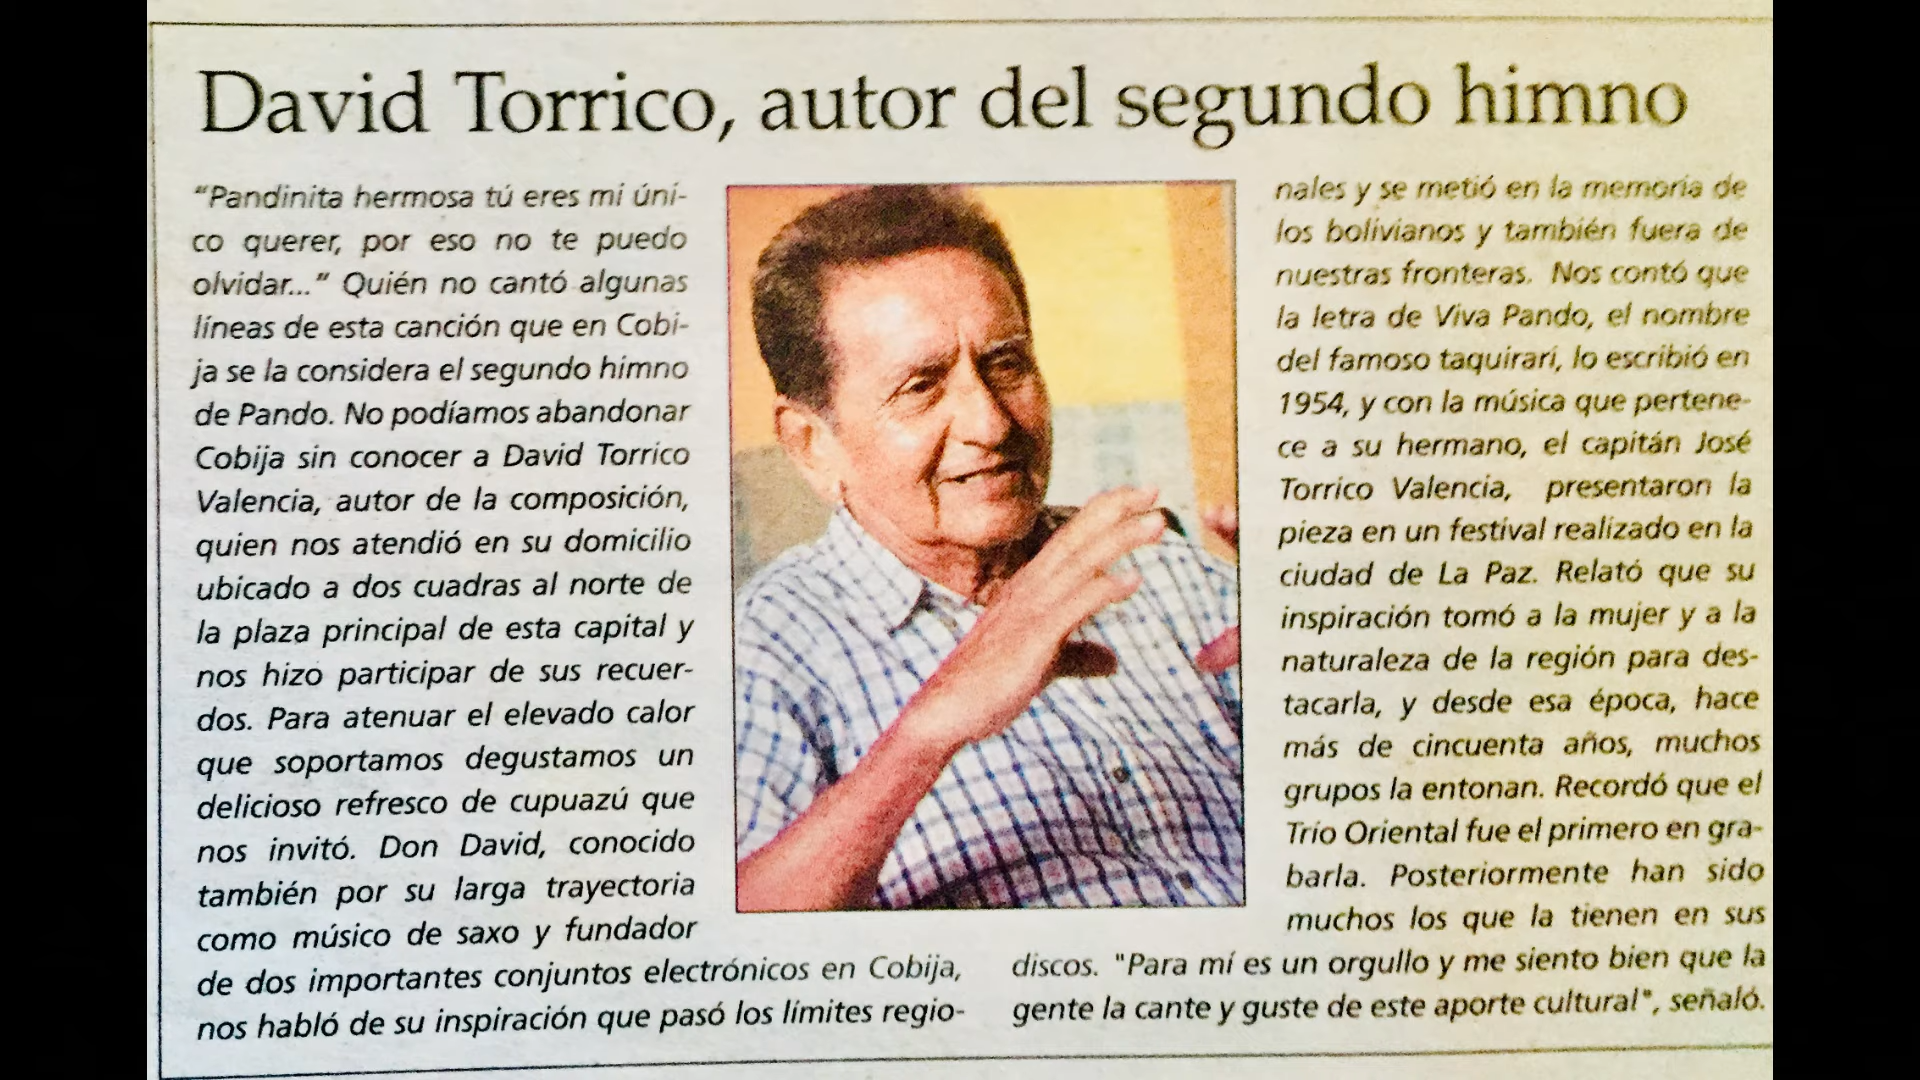 David Torrico, autor del segundo himno
“Pandinita hermosa tú eres mi úni-
co querer, por eso no te puedo
olvidar...” Quién no cantó algunas
líneas de esta canción que en Cobi-
ja se la considera el segundo himno
de Pando. No podíamos abandonar
Cobija sin conocer a David Torrico
Valencia, autor de la composición,
quien nos atendió en su domicilio
ubicado a dos cuadras al norte de
la plaza principal de esta capital y
nos hizo participar de sus recuer-
dos. Para atenuar el elevado calor
que soportamos degustamos un
delicioso refresco de cupuazú que
nos invitó. Don David, conocido
también por su larga trayectoria
como músico de saxo y fundador
de dos importantes conjuntos electrónicos en Cobija,
nos habló de su inspiración que pasó los límites regio-
nales y se metió en la memoria de
los bolivianos y también fuera de
nuestras fronteras. Nos contó que
la letra de Viva Pando, el nombre
del famoso taquirari, lo escribió en
1954, y con la música que pertene-
ce a su hermano, el capitán José
Torrico Valencia, presentaron la
pieza en un festival realizado en la
ciudad de La Paz. Relató que su
inspiración tomó a la mujer y a la
naturaleza de la región para des-
tacarla, y desde esa época, hace
más de cincuenta años, muchos
grupos la entonan. Recordó que el
Trío Oriental fue el primero en gra-
barla. Posteriormente han sido
muchos los que la tienen en sus
discos. "Para mí es un orgullo y me siento bien que la
gente la cante y guste de este aporte cultural", señaló.